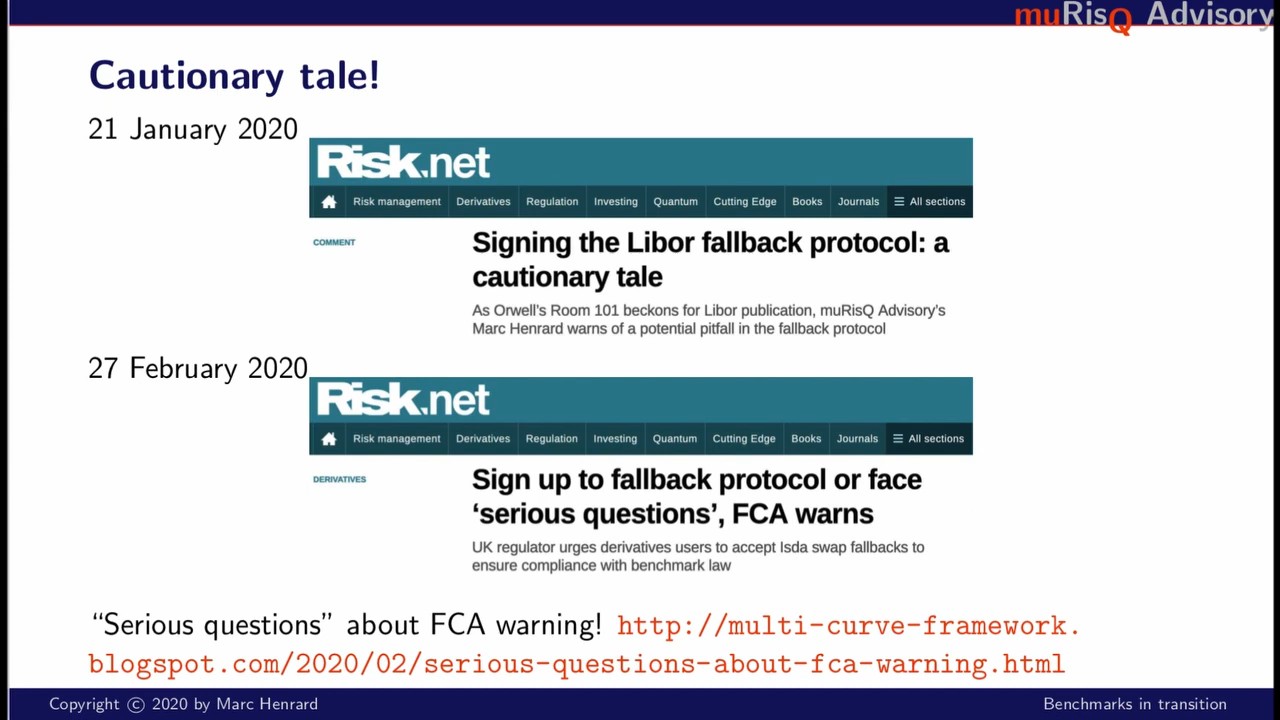 muRisQ Advisory
Cautionary tale!
21 January 2020
Risk.net
Risk management Derivatives Regulation Investing Quantum Cutting Edge Books Journals All sections
COMMENT
Signing the Libor fallback protocol: a
cautionary tale
As Orwell's Room 101 beckons for Libor publication, muRisQ Advisory's
Marc Henrard warns of a potential pitfall in the fallback protocol
27 February 2020
Risk.net
Risk management Derivatives Regulation Investing Quantum Cutting Edge Books Journals All sections
DERIVATIVES
Sign up to fallback protocol or face
‘serious questions’, FCA warns
UK regulator urges derivatives users to accept Isda swap fallbacks to
ensure compliance with benchmark law
“Serious questions” about FCA warning! http://multi-curve-framework.
blogspot.com/2020/02/serious-questions-about-fca-warning.html
Copyright © 2020 by Marc Henrard
Benchmarks in transition